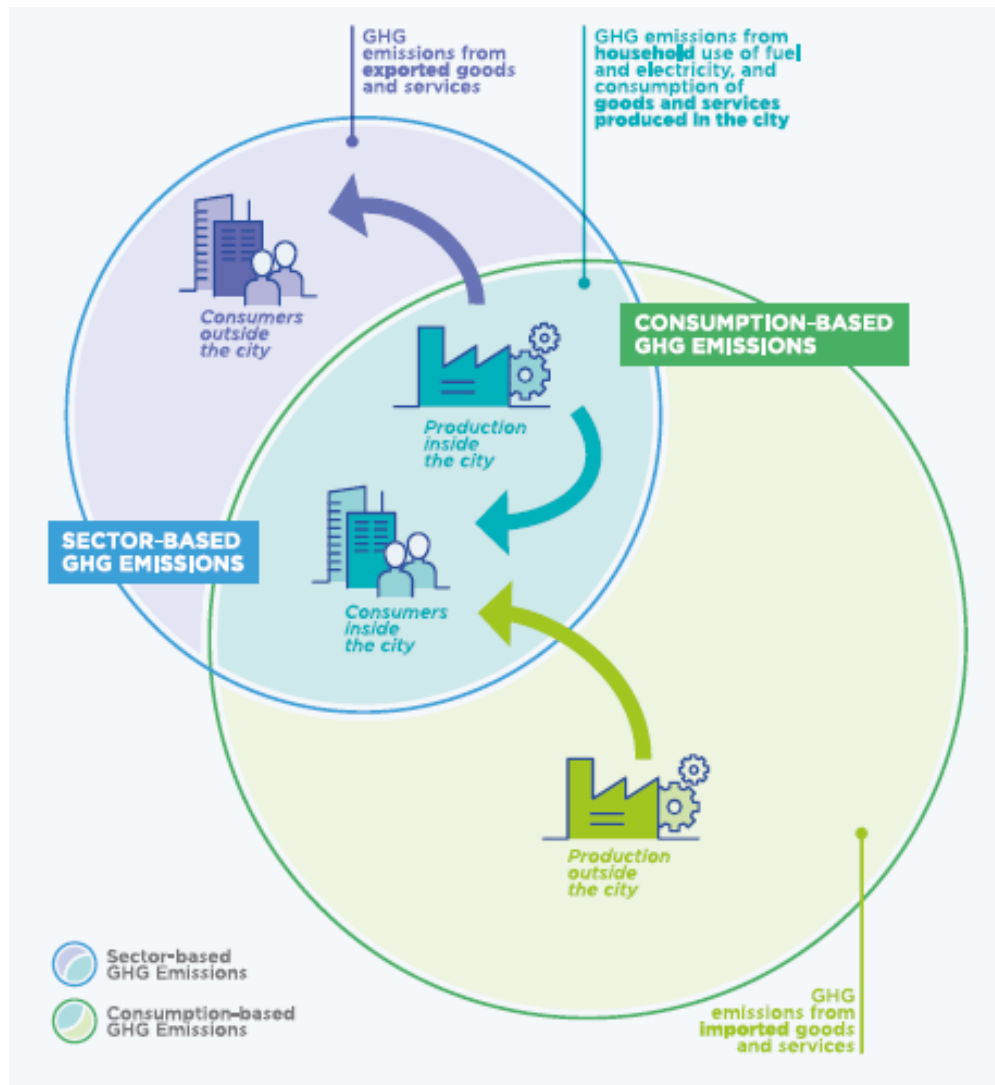 GHG
emissions from
exported goods
and services
GHG emissions from
household use of fuel
and electricity, and
consumption of
goods and services
produced in the city
Consumers
outside
the city
CONSUMPTION-BASED
GHG EMISSIONS
Production
inside
the city
SECTOR-BASED
GHG EMISSIONS
Consumers
inside
the city
Production
outside
the city
Sector-based
GHG Emissions
Consumption-based
GHG Emissions
GHG
emissions from
imported goods
and services